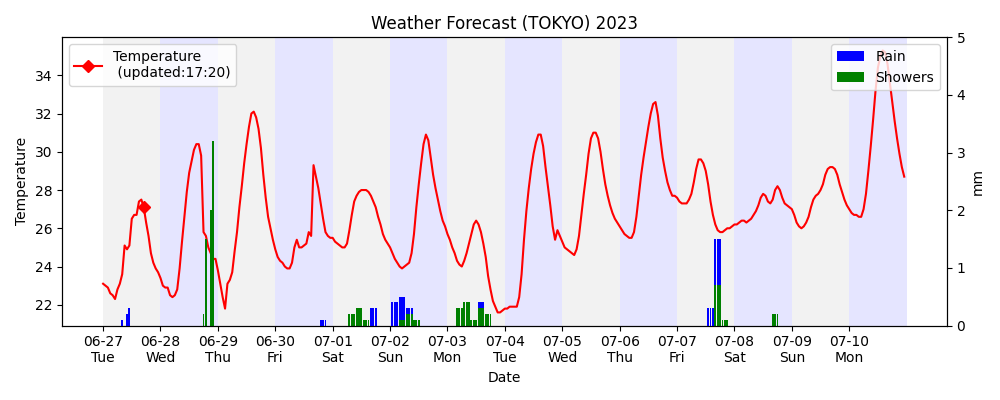 Weather Forecast (TOKYO) 2023
Temperature
(updated:17:20)
Rain
Showers
Temperature
34
32
30
28
26
24
22
5
4
3
2
1
0
mm
06-27 06-28 06-29 06-30 07-01 07-02 07-03 07-04 07-05 07-06 07-07 07-08 07-09 07-10
Tue Wed Thu Fri Sat Sun Mon Tue Wed Thu Fri Sat Sun Mon
Date